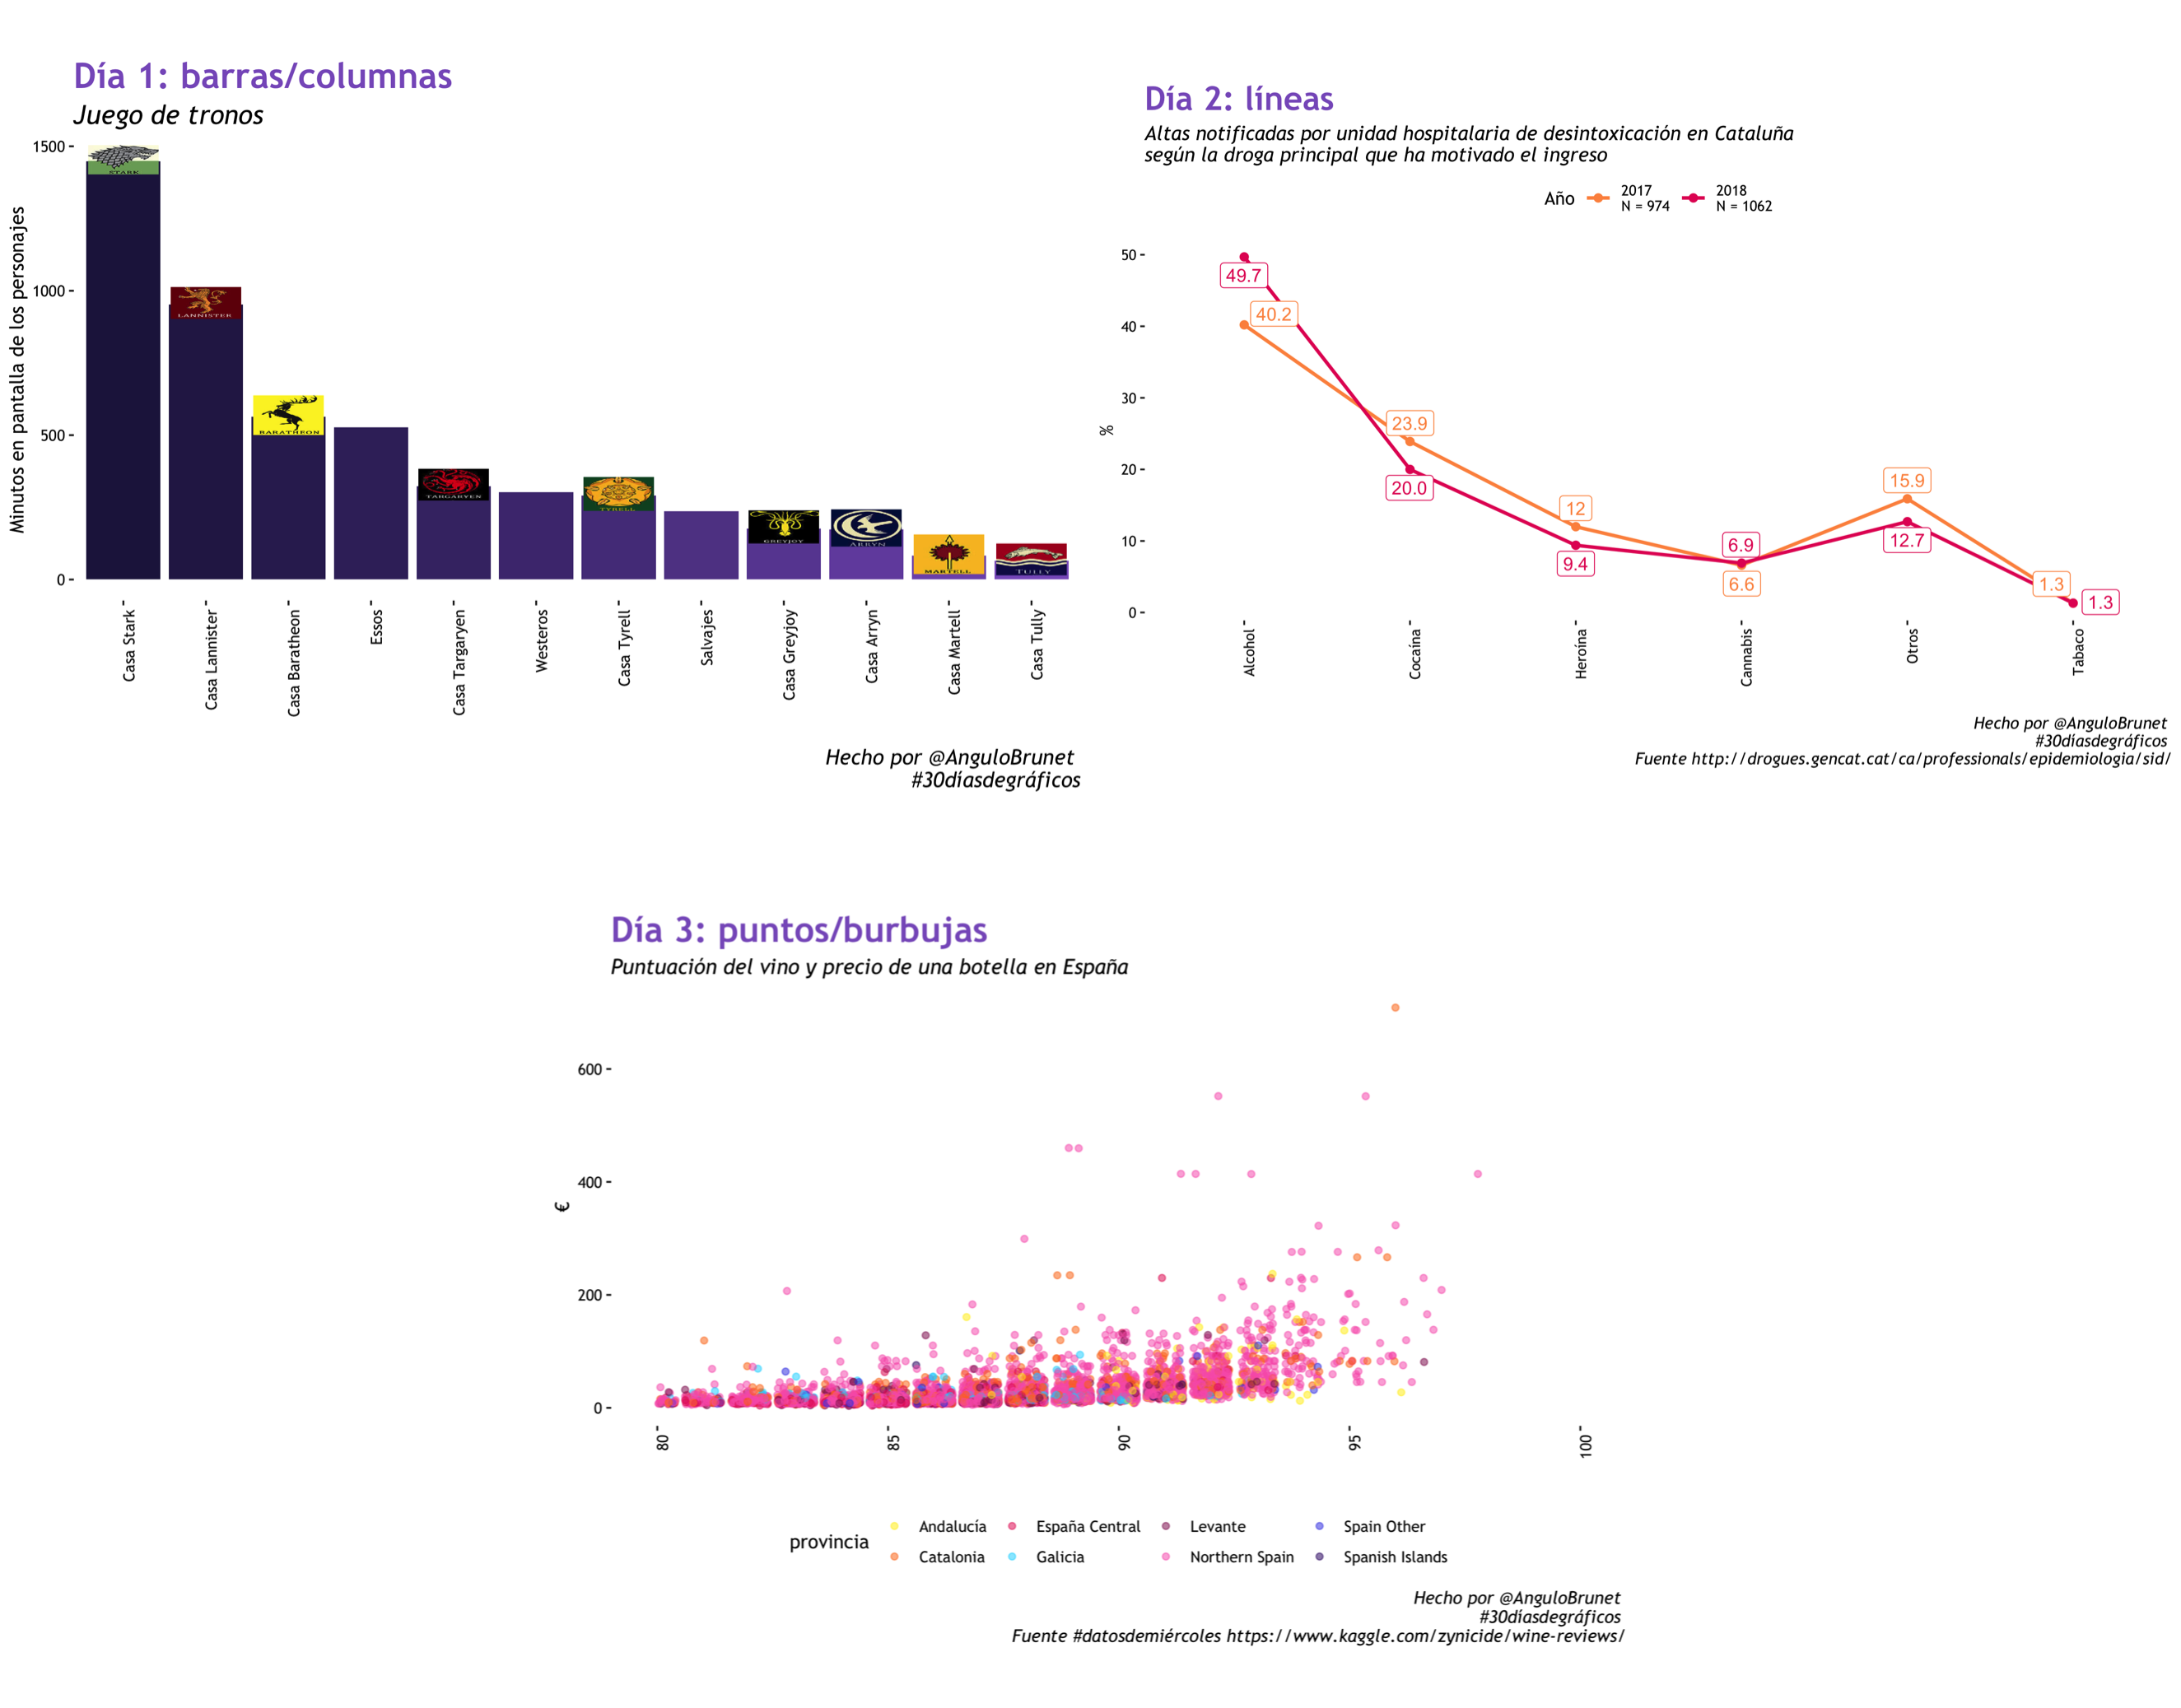 Día 1: barras/columnas
Juego de tronos
Minutos en pantalla de los personajes
1500
1000
500
0
STARK
LANNISTER
BARATHEON
TARGARYEN
TYRELL
GREYJOY
ARRYN
MARTELL
TULLY
Casa Stark
Casa Lannister
Casa Baratheon
Essos
Casa Targaryen
Westeros
Casa Tyrell
Salvajes
Casa Greyjoy
Casa Arryn
Casa Martell
Casa Tully
Hecho por @AnguloBrunet
#30díasdegráficos
Día 2: líneas
Altas notificadas por unidad hospitalaria de desintoxicación en Cataluña
según la droga principal que ha motivado el ingreso
Año
2017
N = 974
2018
N = 1062
%
50
40
30
20
10
0
49.7
40.2
23.9
20.0
12
9.4
6.9
6.6
15.9
12.7
1.3
1.3
Alcohol
Cocaína
Heroína
Cannabis
Otros
Tabaco
Hecho por @AnguloBrunet
#30díasdegráficos
Fuente http://drogues.gencat.cat/ca/professionals/epidemiologia/sid/
Día 3: puntos/burbujas
Puntuación del vino y precio de una botella en España
€
600
400
200
0
80
85
90
95
100
provincia
Andalucía
España Central
Levante
Spain Other
Catalonia
Galicia
Northern Spain
Spanish Islands
Hecho por @AnguloBrunet
#30díasdegráficos
Fuente #datosdemiércoles https://www.kaggle.com/zynicide/wine-reviews/